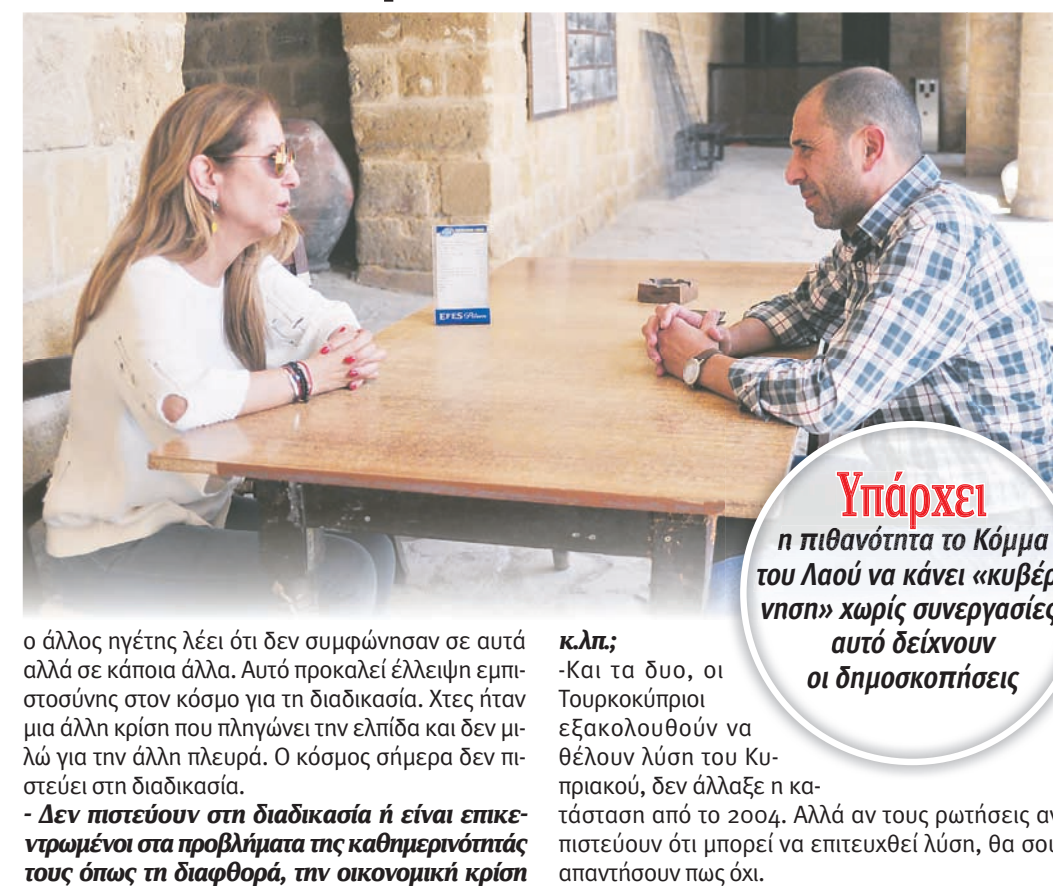 EFES Pilsen
Υπάρχει
η πιθανότητα το Κόμμα
του Λαού να κάνει «κυβέρ
νηση» χωρίς συνεργασίες
αυτό δείχνουν
οι δημοσκοπήσεις
ο άλλος ηγέτης λέει ότι δεν συμφώνησαν σε αυτά
αλλά σε κάποια άλλα. Αυτό προκαλεί έλλειψη εμπι-
στοσύνης στον κόσμο για τη διαδικασία. Χτες ήταν
μια άλλη κρίση που πληγώνει την ελπίδα και δεν μι-
λώ για την άλλη πλευρά. Ο κόσμος σήμερα δεν πι-
στεύει στη διαδικασία.
- Δεν πιστεύουν στη διαδικασία ή είναι επικε-
ντρωμένοι στα προβλήματα της καθημερινότητάς
τους όπως τη διαφθορά, την οικονομική κρίση
κ.λπ.;
-Και τα δυο, οι
Τουρκοκύπριοι
εξακολουθούν να
θέλουν λύση του Κυ-
πριακού, δεν άλλαξε η κα-
τάσταση από το 2004. Αλλά αν τους ρωτήσεις αν
πιστεύουν ότι μπορεί να επιτευχθεί λύση, θα σου
απαντήσουν πως όχι.